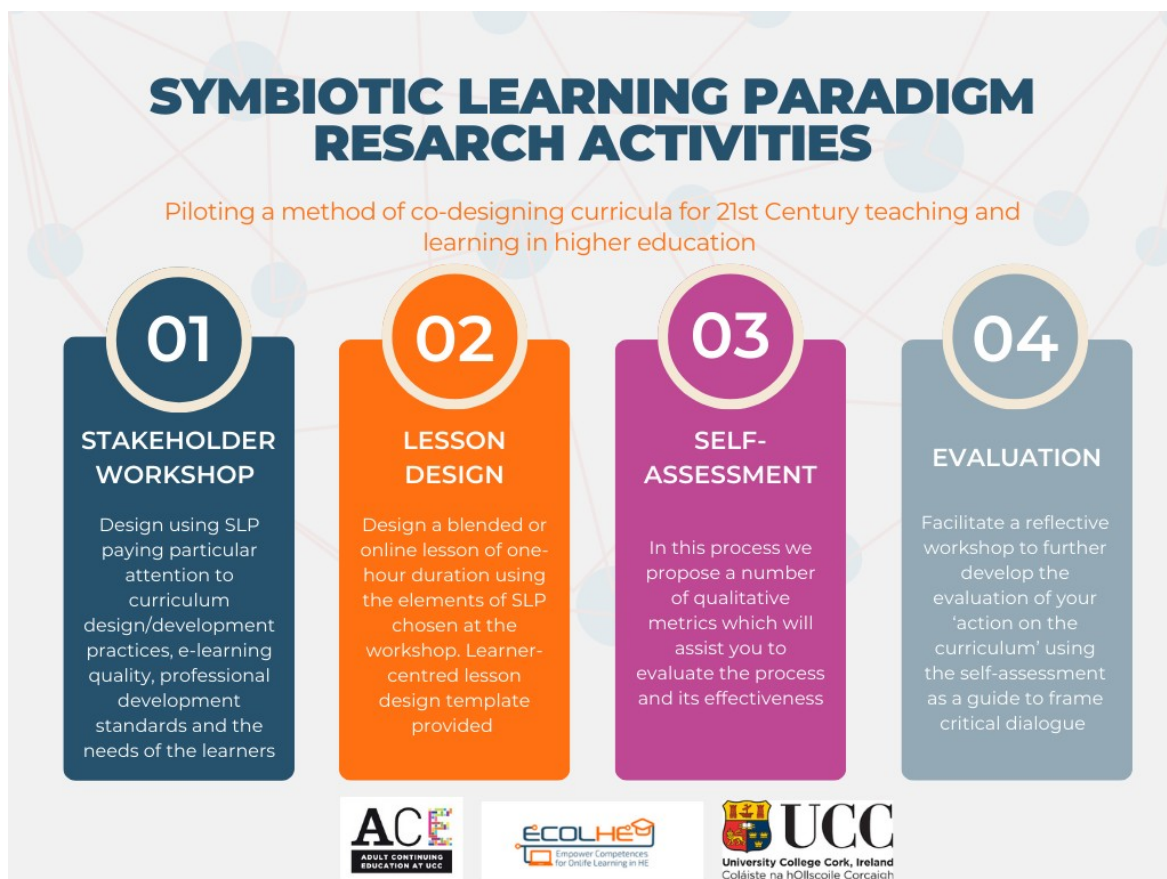 SYMBIOTIC LEARNING PARADIGM
RESARCH ACTIVITIES
Piloting a method of co-designing curricula for 21st Century teaching and
learning in higher education
01
STAKEHOLDER
WORKSHOP
Design using SLP
paying particular
attention to
curriculum
design/development
practices, e-learning
quality, professional
development
standards and the
needs of the learners
02
LESSON
DESIGN
Design a blended or
online lesson of one-
hour duration using
the elements of SLP
chosen at the
workshop. Learner-
centred lesson
design template
provided
03
SELF-
ASSESSMENT
In this process we
propose a number
of qualitative
metrics which will
assist you to
evaluate the process
and its effectiveness
04
EVALUATION
Facilitate a reflective
workshop to further
develop the
evaluation of your
‘action on the
curriculum’ using
the self-assessment
as a guide to frame
critical dialogue
ACE
ADULT CONTINUING
EDUCATION AT UCC
ECOLHE
Empower Competences
for Onlife Learning in HE
UCC
University College Cork, Ireland
Coláiste na hOllscoile Corcaigh